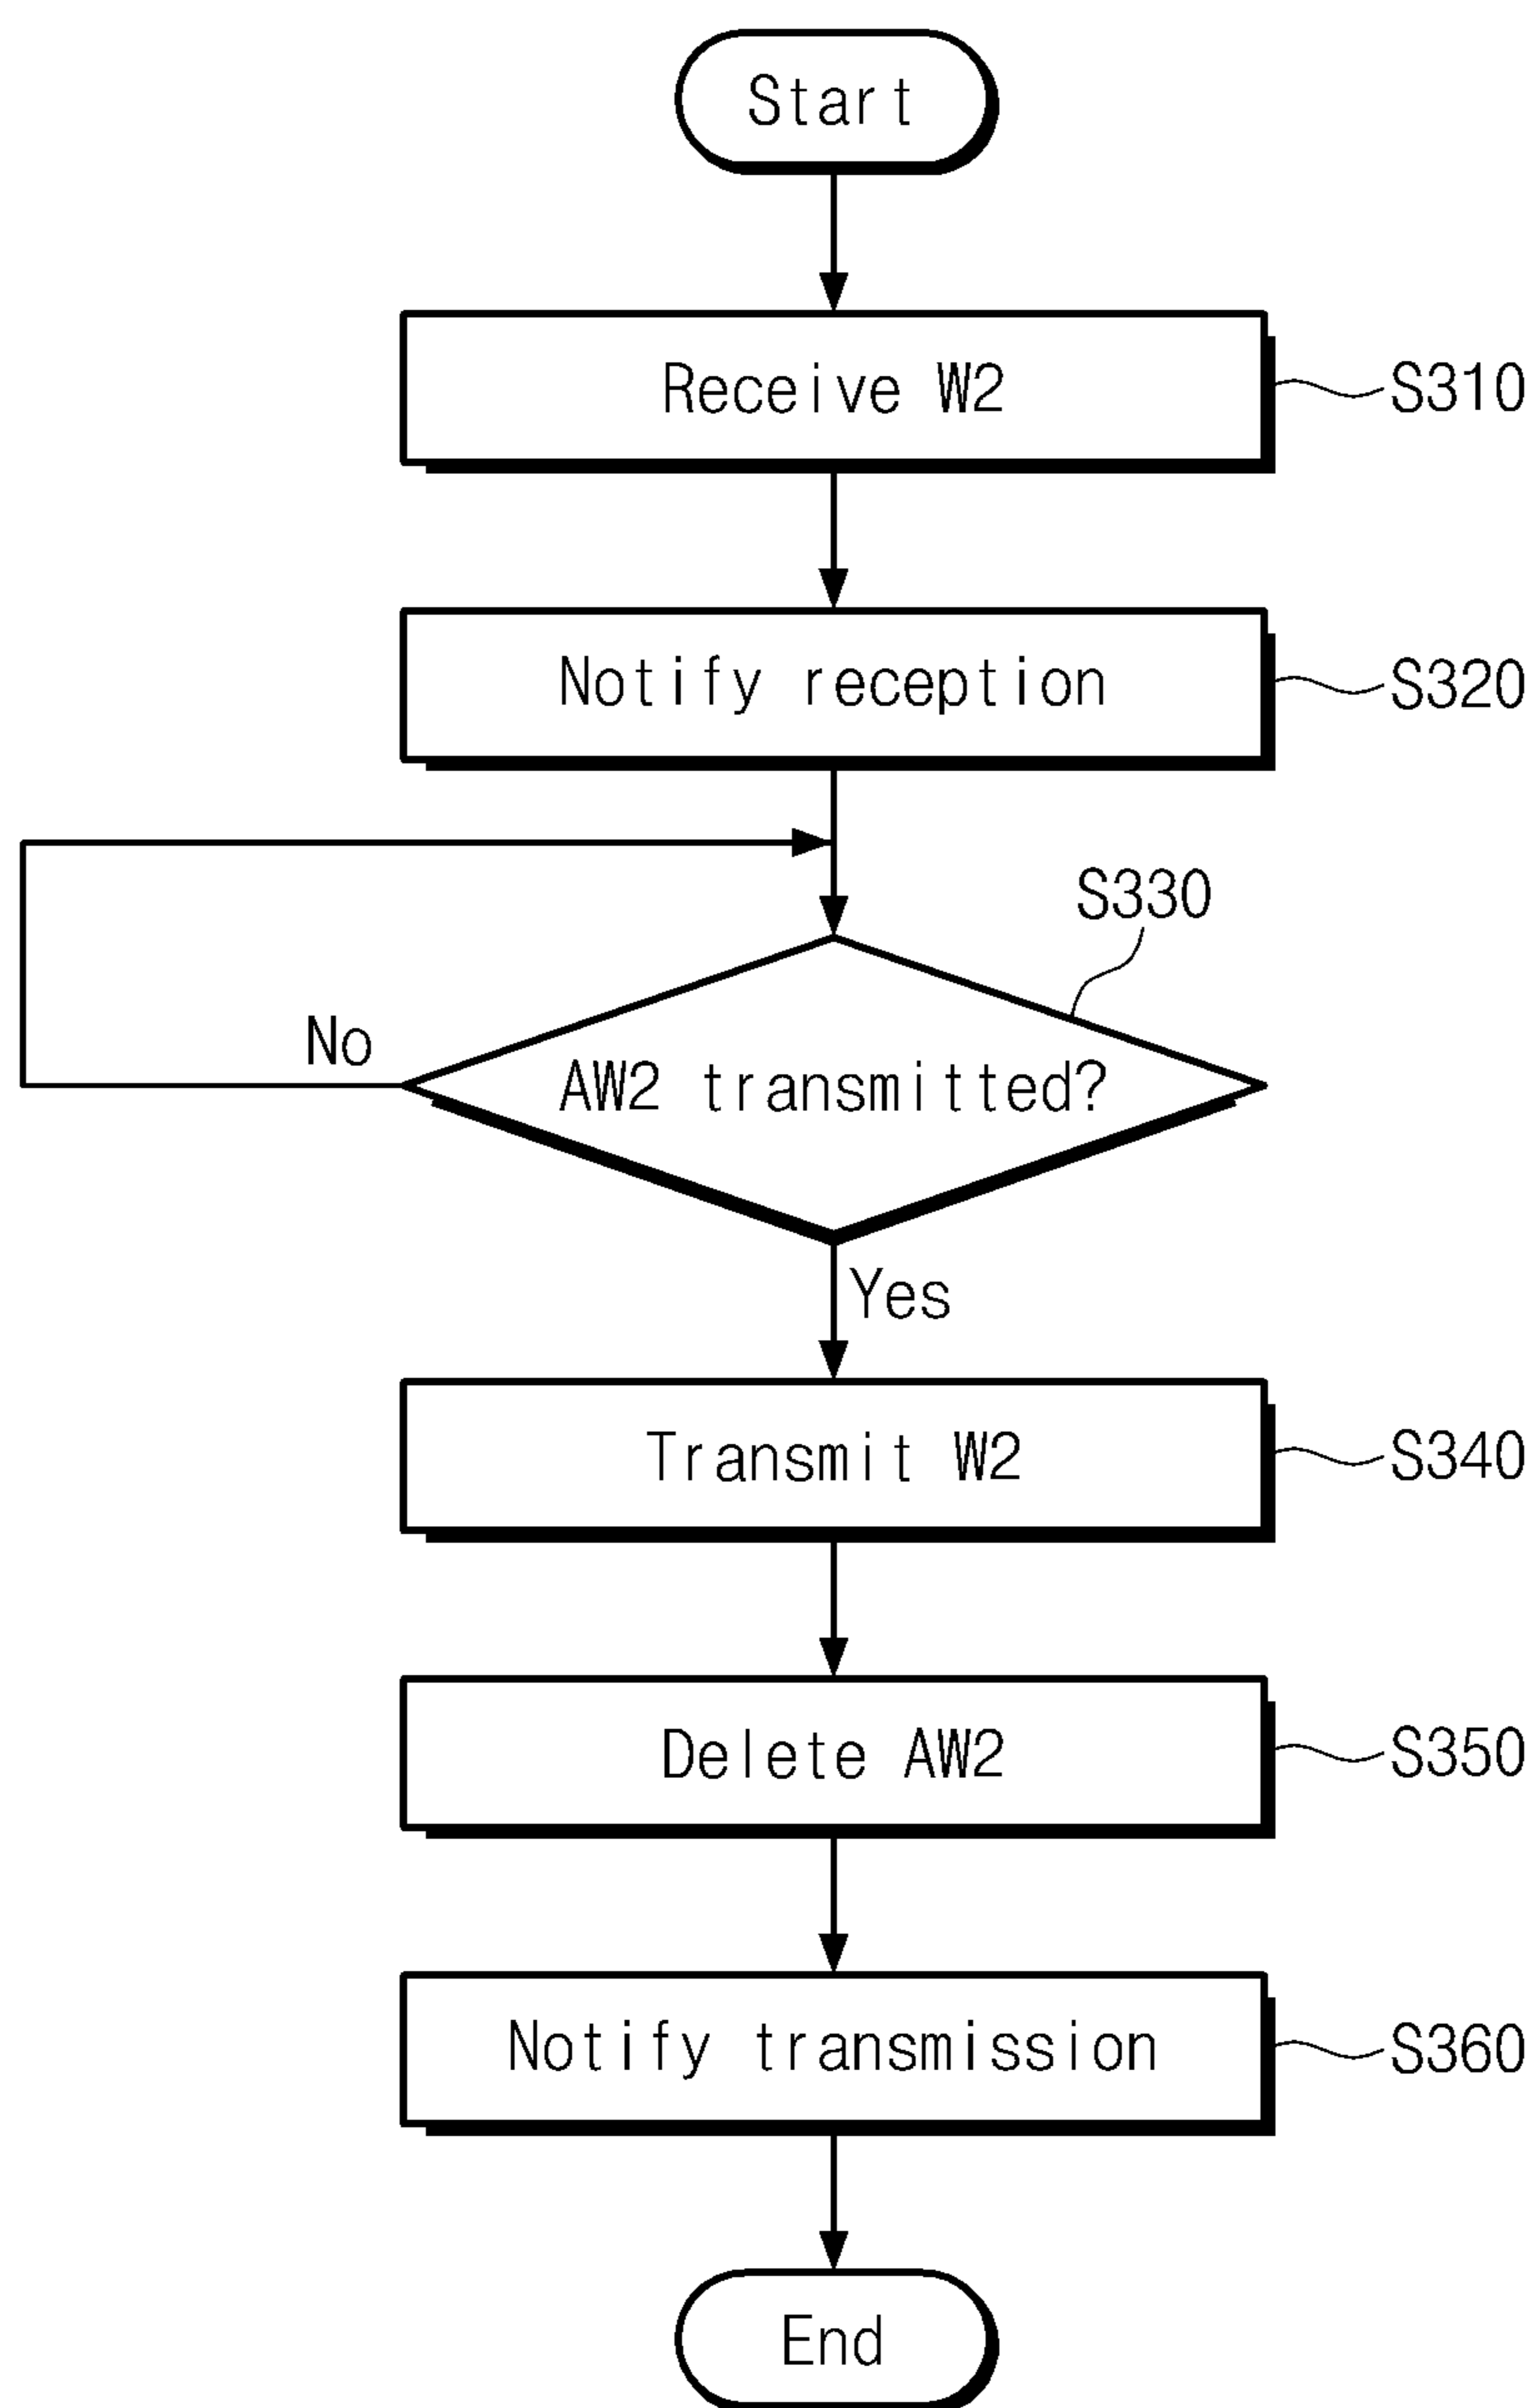 Start
Receive W2
S310
Notify reception
S320
S330
No
AW2 transmitted?
Yes
Transmit W2
S340
Delete AW2
S350
Notify transmission
S360
End